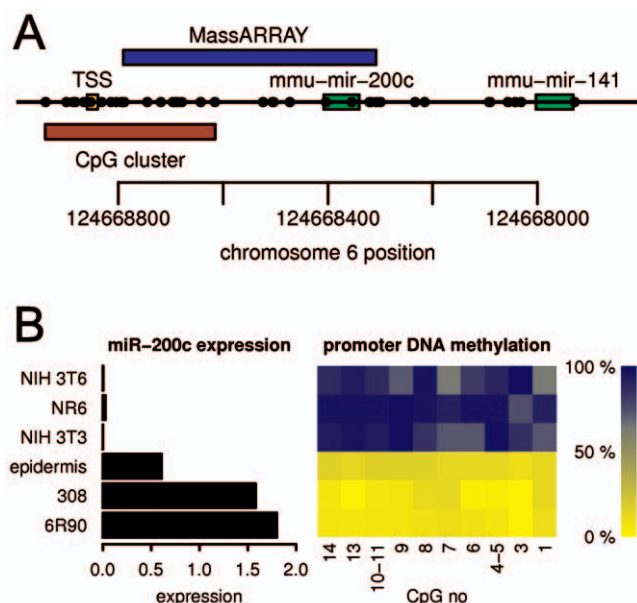 A
MassARRAY
TSS
mmu-mir-200c
mmu-mir-141
CpG cluster
124668800
124668400
124668000
chromosome 6 position
B
miR-200c expression
promoter DNA methylation
NIH 3T6
NR6
NIH 3T3
epidermis
308
6R90
0.0 0.5 1.0 1.5 2.0
expression
14 13 10-11 9 8 7 6 4-5 3 1
CpG no
100 %
50 %
0 %